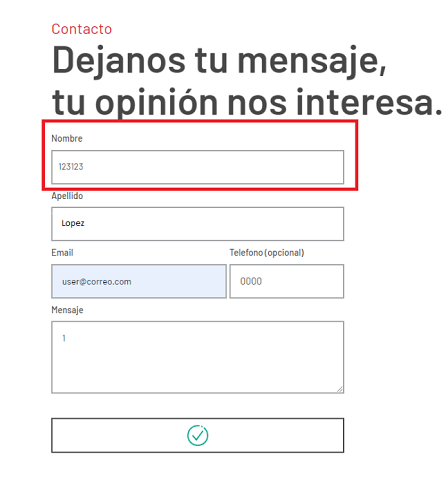 Contacto
Dejanos tu mensaje,
tu opinión nos interesa.
Nombre
123123
Apellido
Lopez
Email
Telefono (opcional)
user@correo.com
0000
Mensaje
1